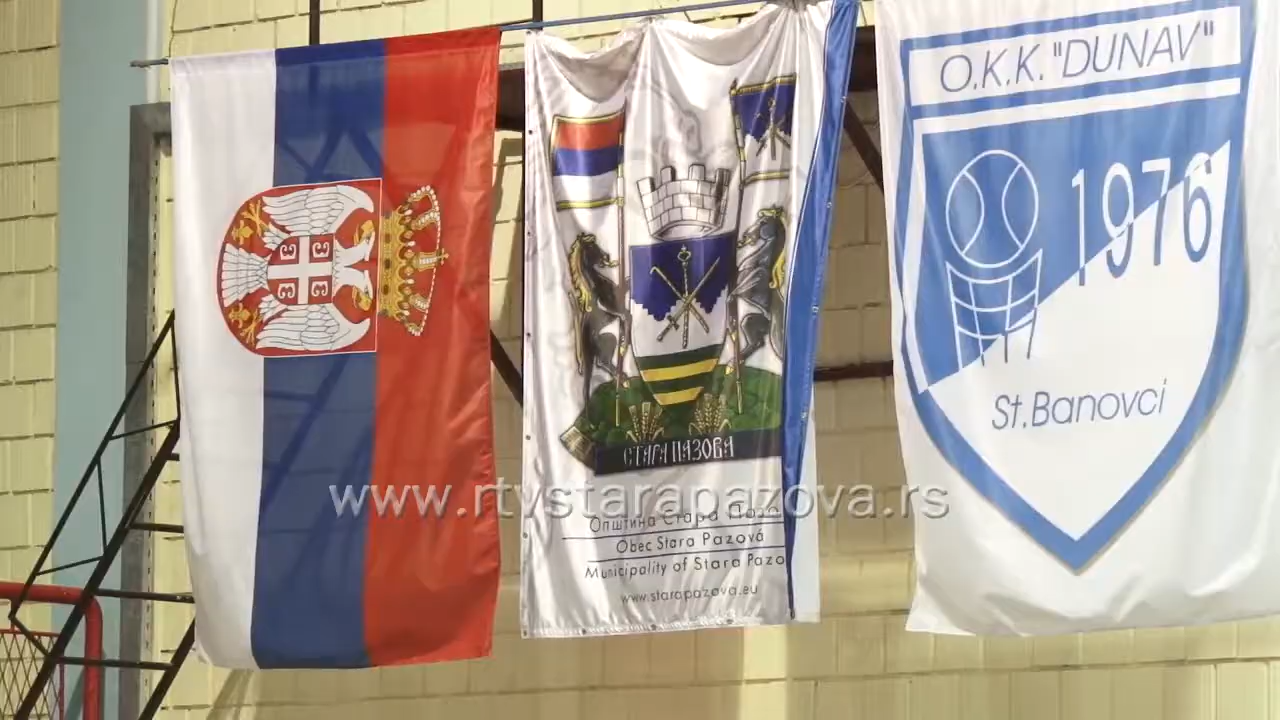 O.K.K. "DUNAV"
1976
St.Banovci
СТАРА ПАЗОВА
www.rtvstarapazova.rs
Општина Стара
Obec Stara Pazová
Municipality of Stara
www.starapazova.eu